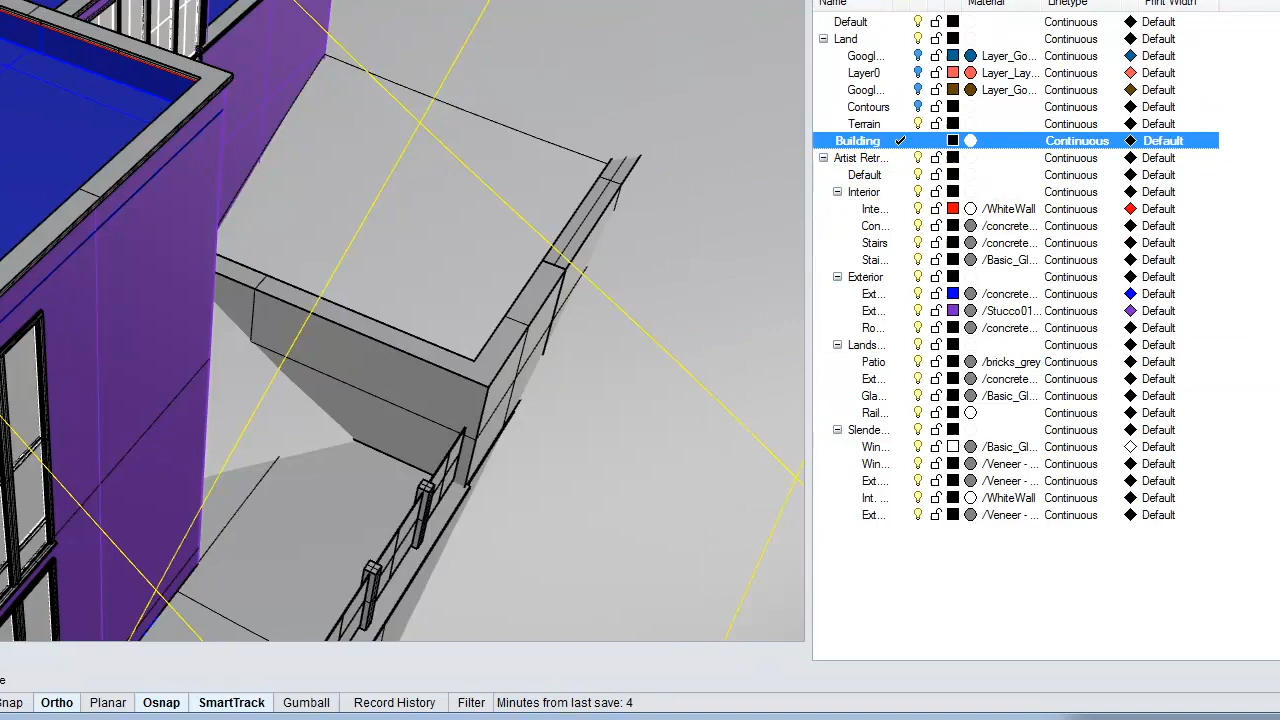 Name Material Linetype Print Width
Default Continuous Default
Land Continuous Default
Googl... Layer_Go... Continuous Default
Layer0 Layer_Lay... Continuous Default
Googl... Layer_Go... Continuous Default
Contours Continuous Default
Terrain Continuous Default
Building Continuous Default
Artist Retr... Continuous Default
Default Continuous Default
Interior Continuous Default
Inte... /WhiteWall Continuous Default
Con... /concrete... Continuous Default
Stairs /concrete... Continuous Default
Stai... /Basic_Gl... Continuous Default
Exterior Continuous Default
Ext... /concrete... Continuous Default
Ext... /Stucco01... Continuous Default
Ro... /concrete... Continuous Default
Lands... Continuous Default
Patio /bricks_grey Continuous Default
Ext... /concrete... Continuous Default
Gla... /Basic_Gl... Continuous Default
Rail... Continuous Default
Slende... Continuous Default
Win... /Basic_Gl... Continuous Default
Win... /Veneer - ... Continuous Default
Ext... /Veneer - ... Continuous Default
Int. ... /WhiteWall Continuous Default
Ext... /Veneer - ... Continuous Default
e
Snap Ortho Planar Osnap SmartTrack Gumball Record History Filter Minutes from last save: 4